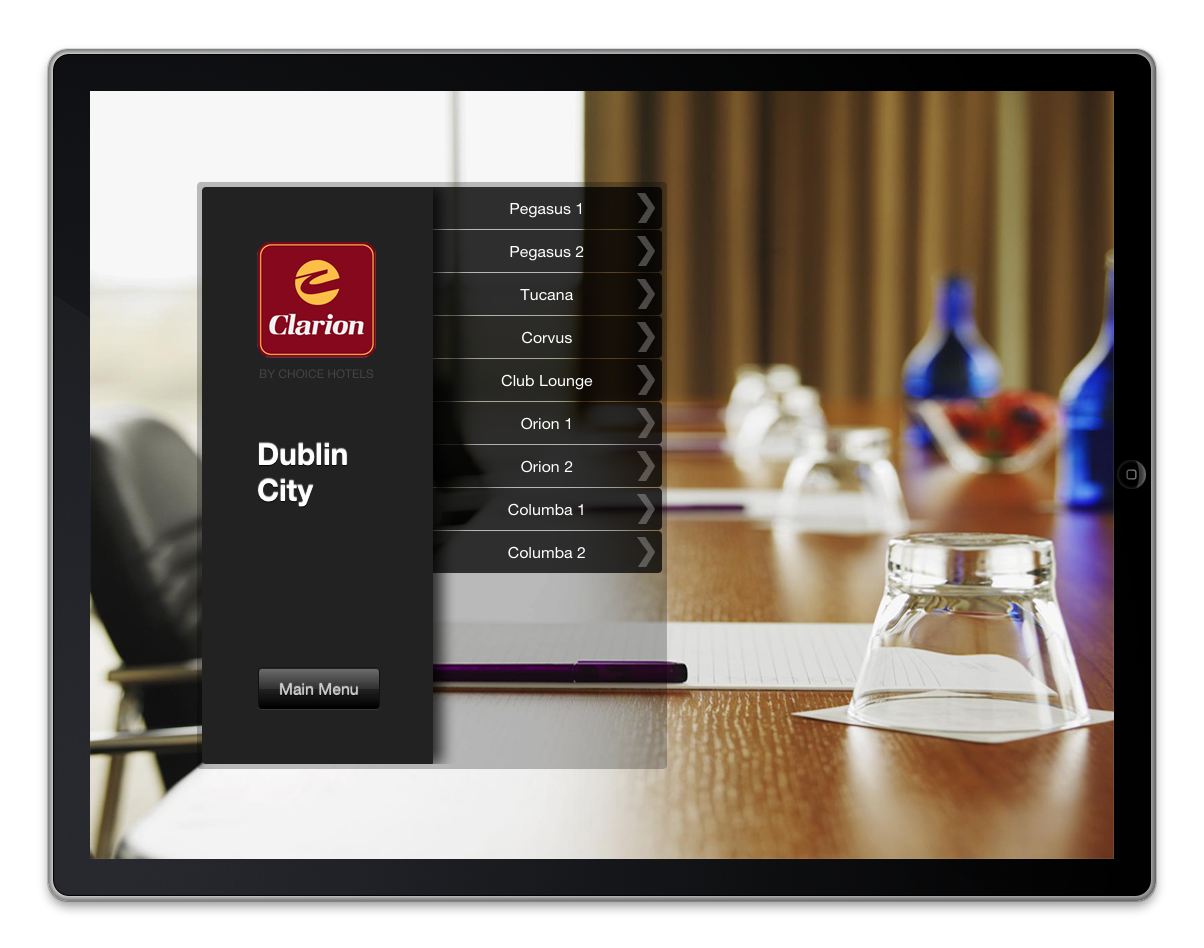 Clarion
BY CHOICE HOTELS
Dublin
City
Main Menu
Pegasus 1
Pegasus 2
Tucana
Corvus
Club Lounge
Orion 1
Orion 2
Columba 1
Columba 2